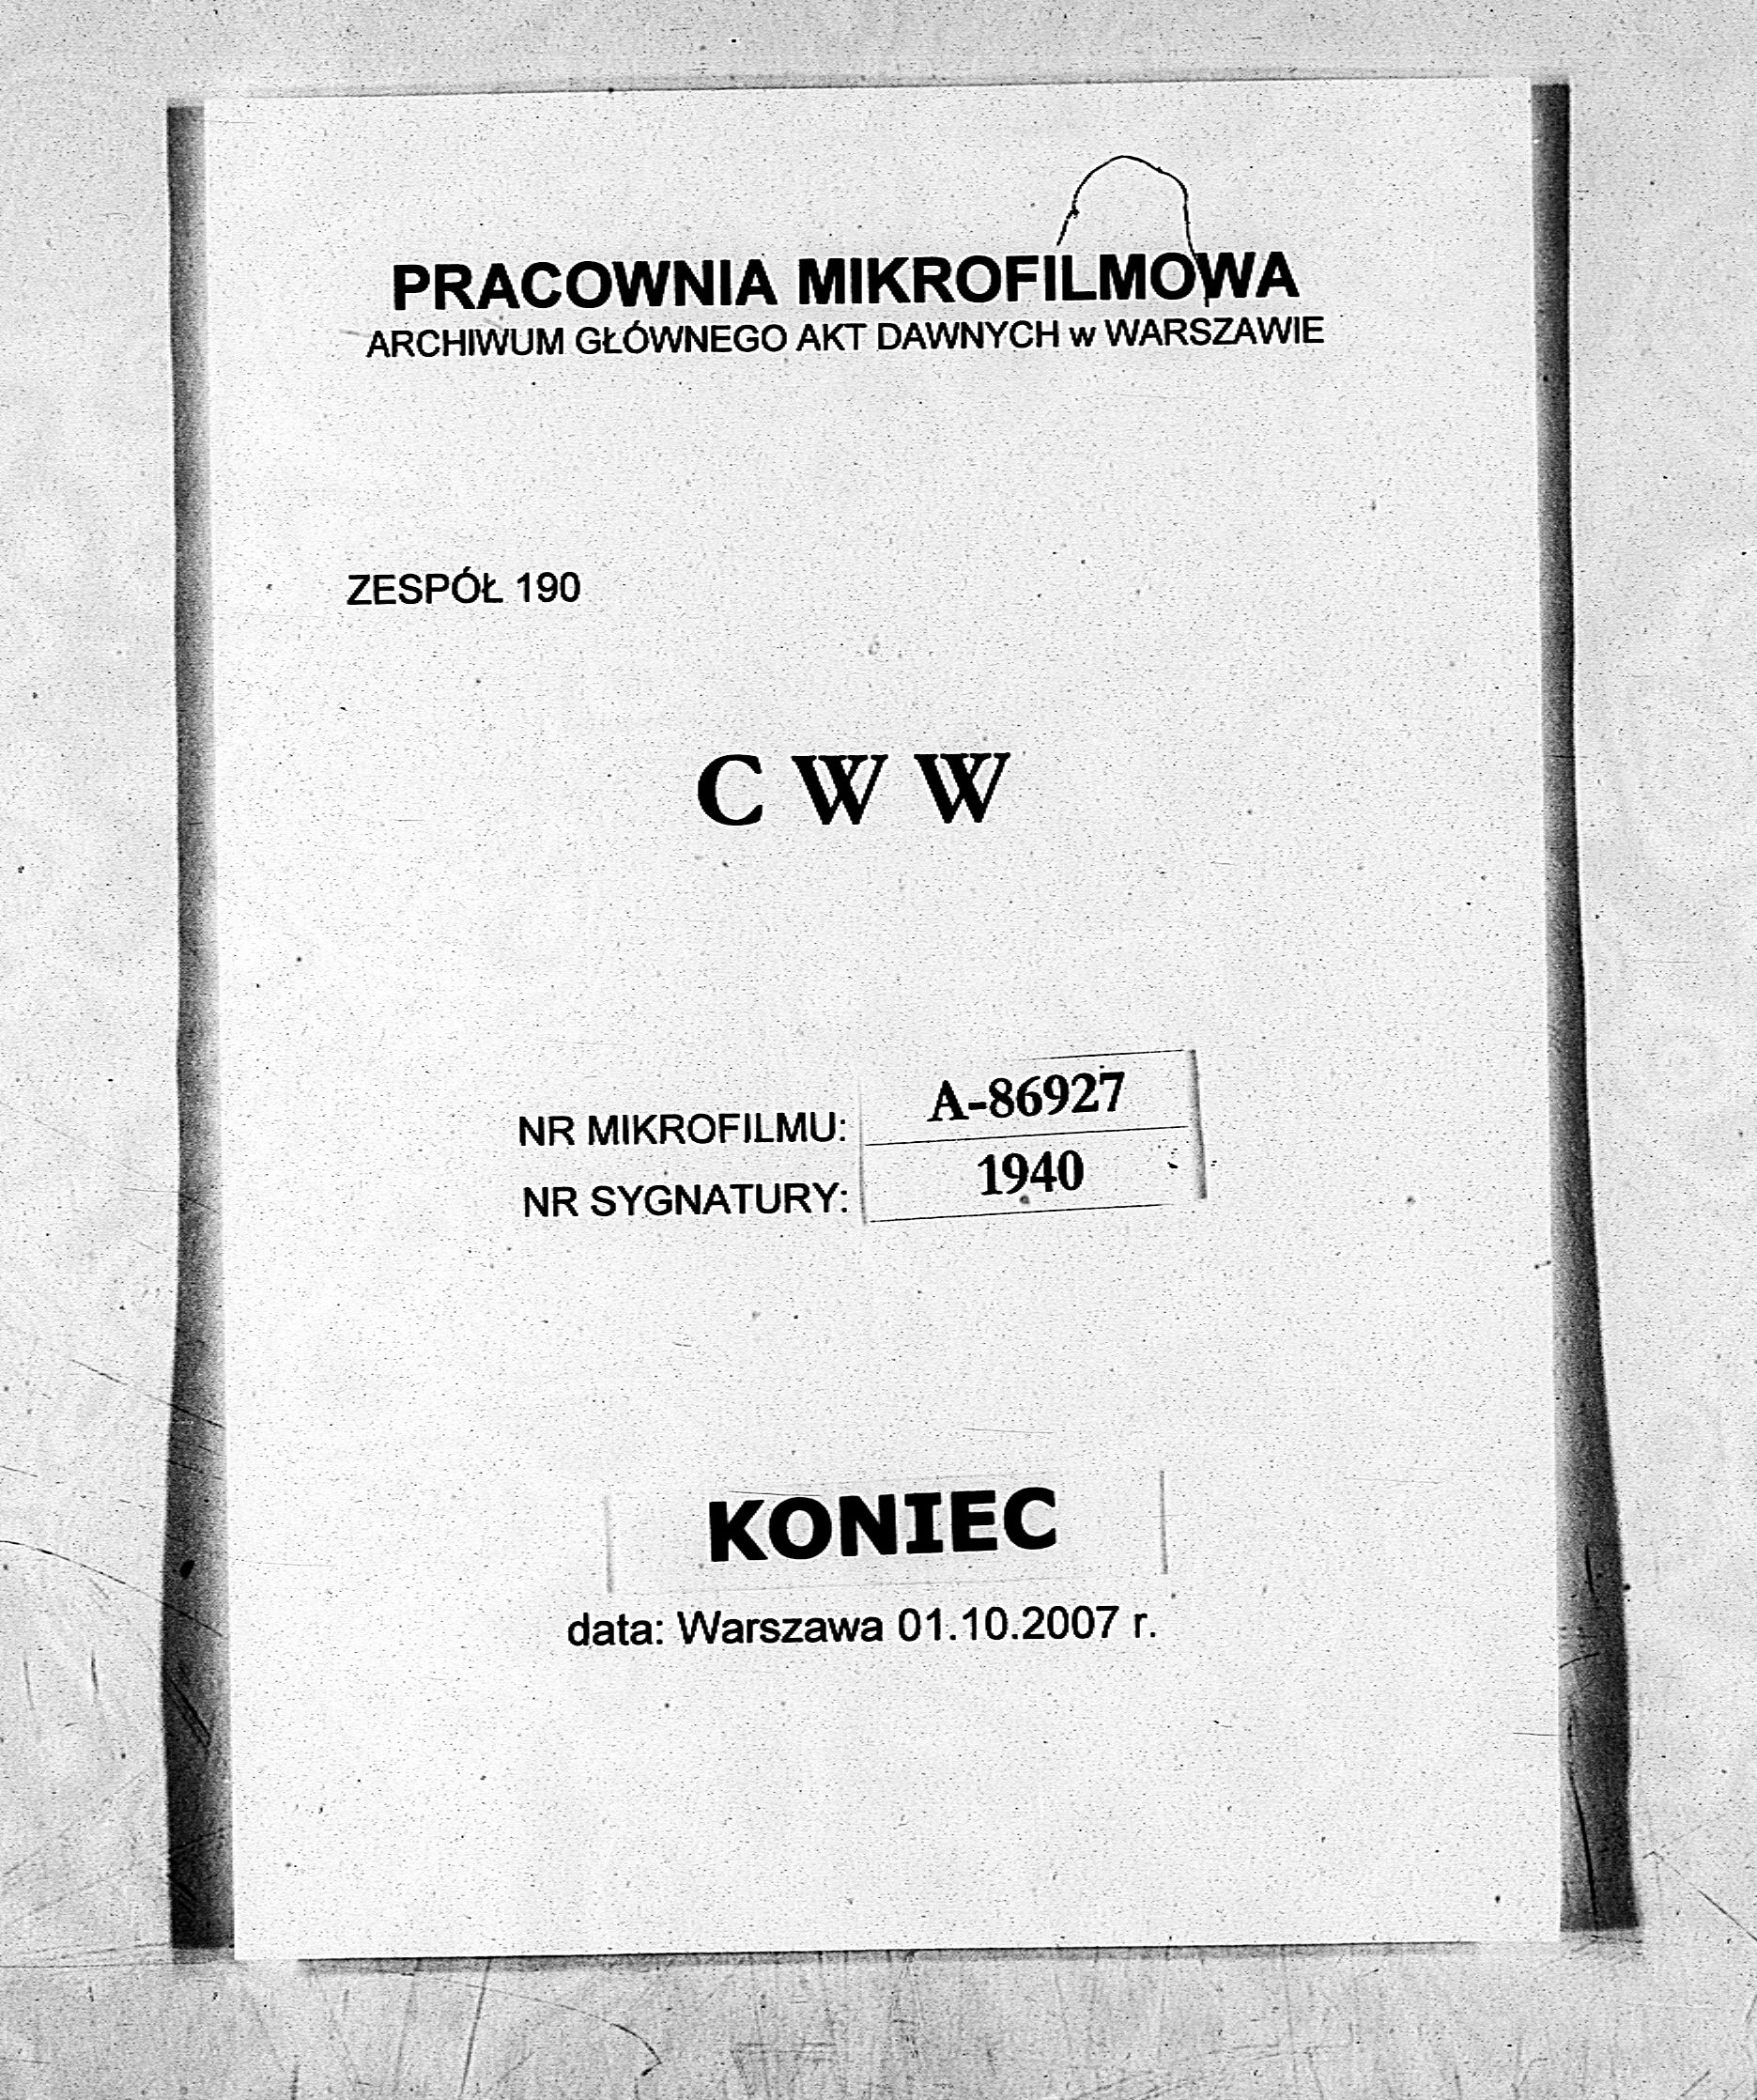 PRACOWNIA MIKROFILMOWA
ARCHIWUM GŁÓWNEGO AKT DAWNYCH w WARSZAWIE
ZESPÓŁ 190
C W W
NR MIKROFILMU: A-86927
NR SYGNATURY: 1940
KONIEC
data: Warszawa 01.10.2007 r.